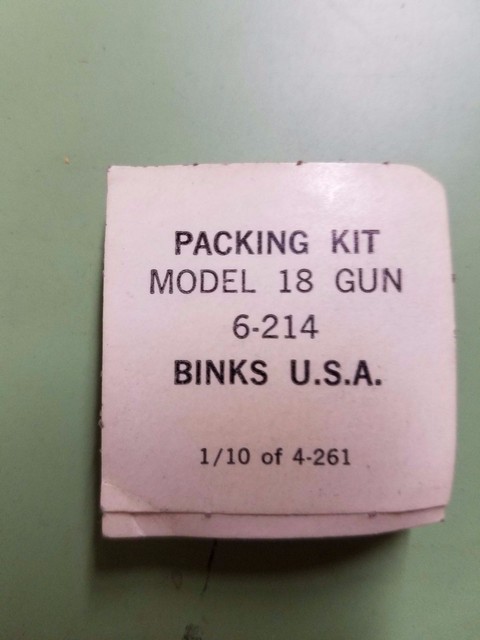 PACKING KIT
MODEL 18 GUN
6-214
BINKS U.S.A.
1/10 of 4-261